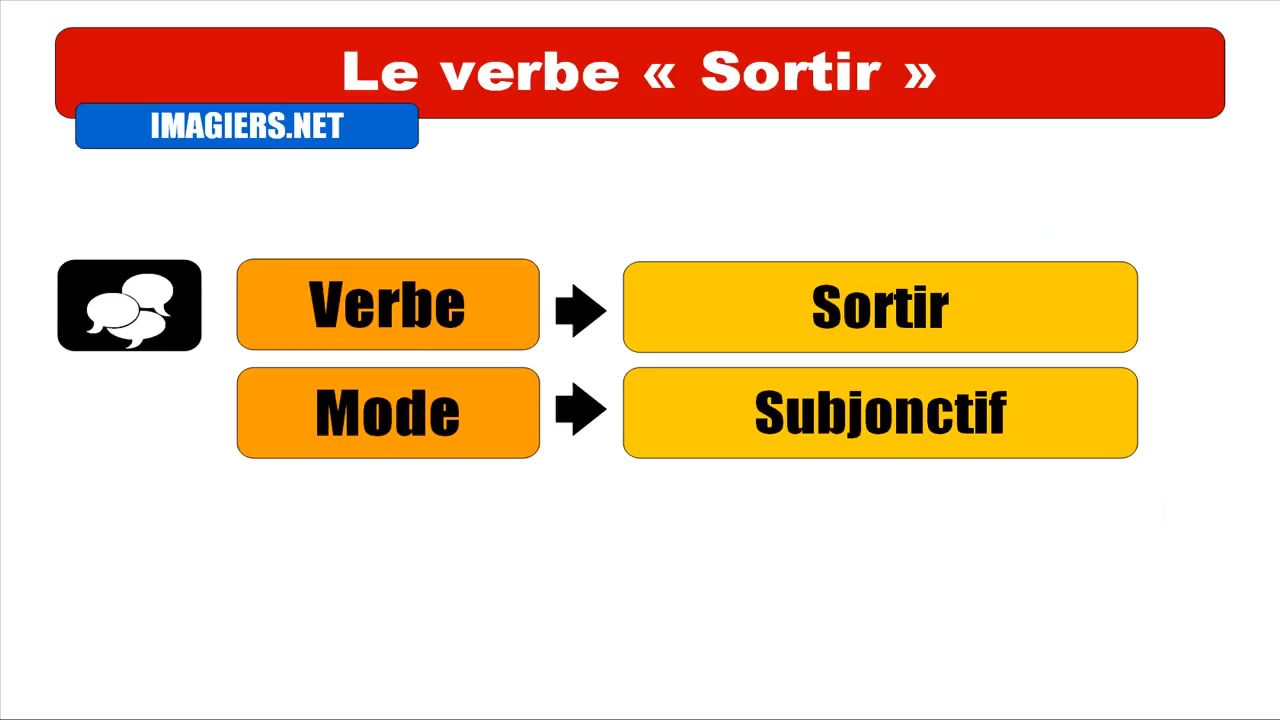 Le verbe « Sortir »
IMAGIERS.NET
Verbe Sortir
Mode Subjonctif